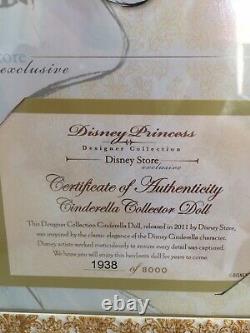 Store
exclusive
Disney Princess
Designer Collection
Disney Store
exclusive
Certificate of Authenticity
Cinderella Collector Doll
This Designer Collection Cinderella Doll, released in 2011 by Disney Store,
was inspired by the classic elegance of the Disney Cinderella character.
Disney artists worked meticulously to ensure every detail was captured.
We hope you will enjoy this heirloom doll for years to come.
1938 of 8000
©DISNEY